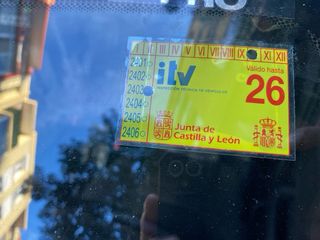 I II III IV V VI VII VIII IX X XI XII
2401
2402
2403
2404
2405
2406
itv
INSPECCIÓN TÉCNICA DE VEHÍCULOS
Válido hasta
26
Junta de
Castilla y León